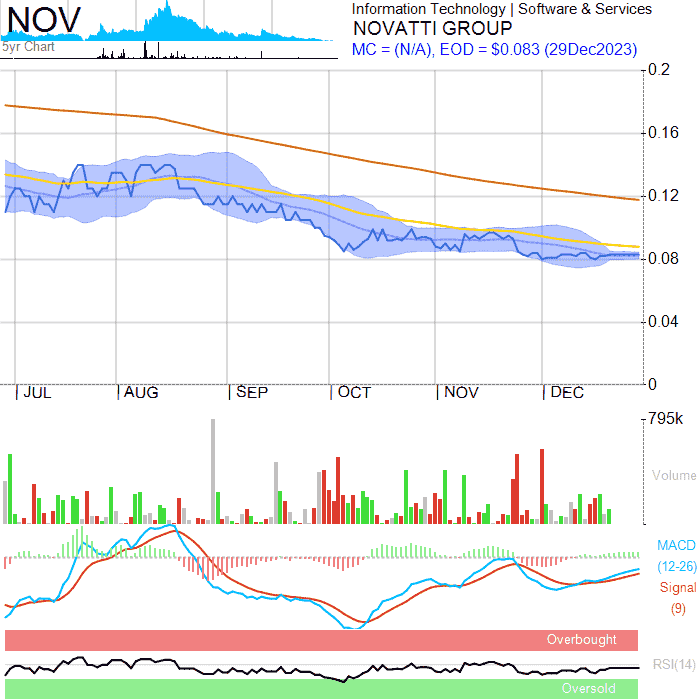 NOV
5yr Chart
Information Technology | Software & Services
NOVATTI GROUP
MC = (N/A), EOD = $0.083 (29Dec2023)
0.2
0.16
0.12
0.08
0.04
0
JUL AUG SEP OCT NOV DEC
795k
Volume
MACD
(12-26)
Signal
(9)
Overbought
RSI(14)
Oversold